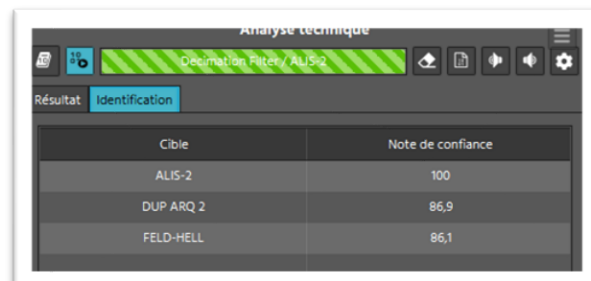 Analyse technique
Decimation Filter / ALIS-2
Résultat Identification
Cible Note de confiance
ALIS-2 100
DUP ARQ 2 86,9
FELD-HELL 86,1